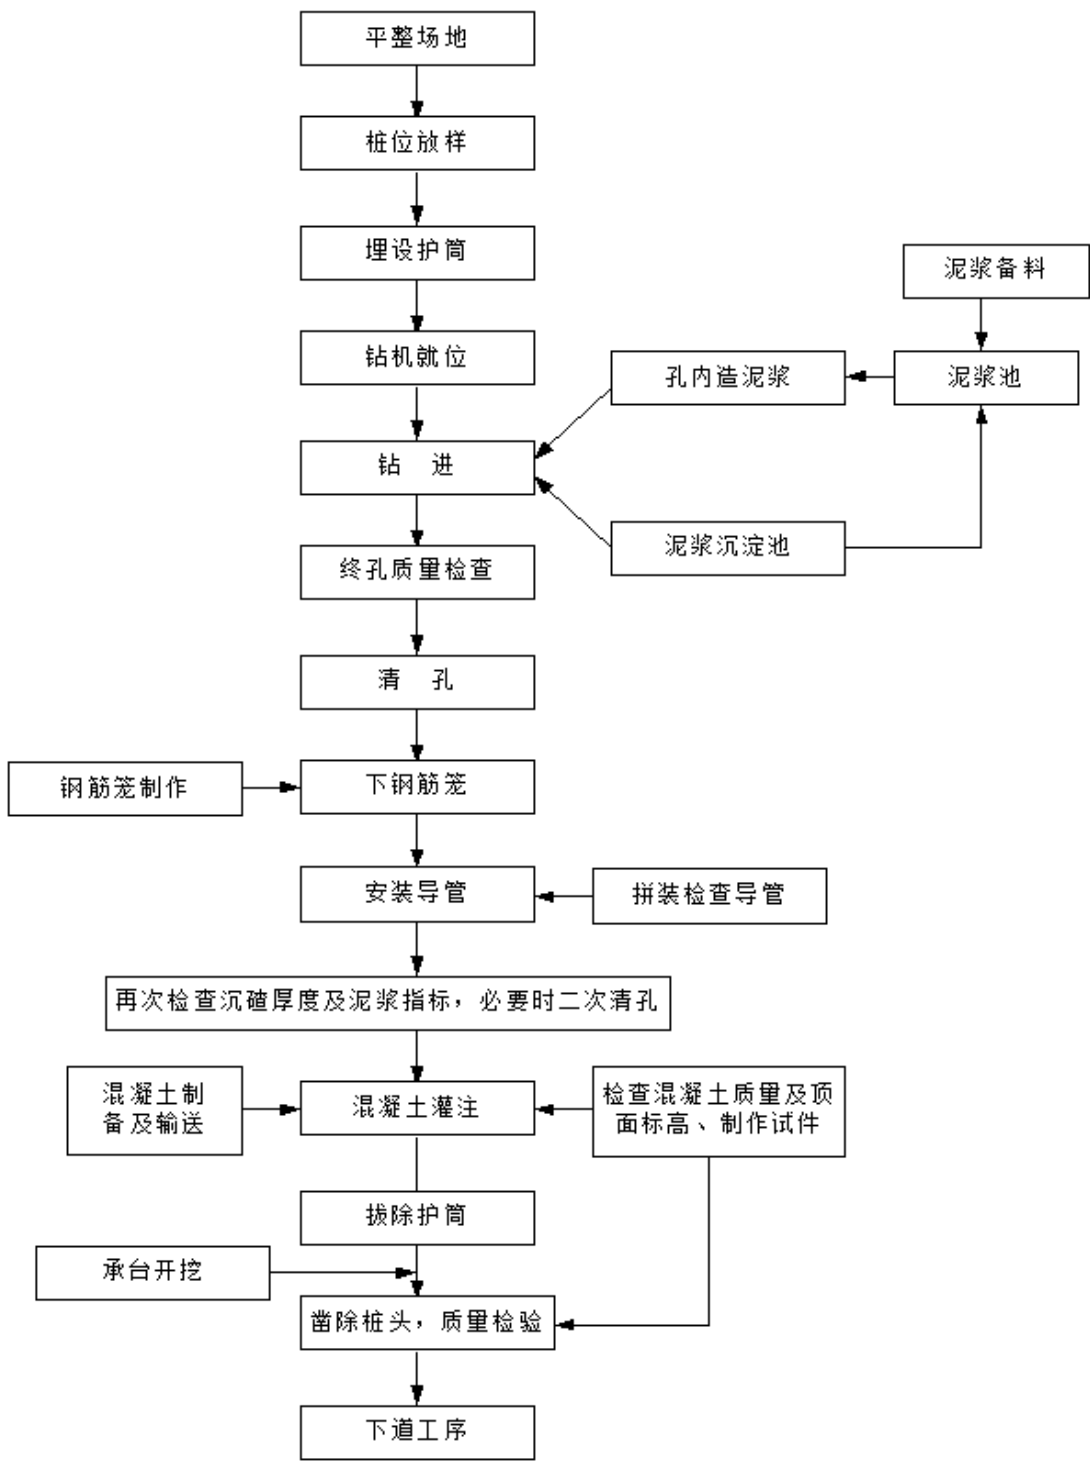 平整场地
桩位放样
埋设护筒
泥浆备料
钻机就位
孔内造泥浆
泥浆池
钻 进
泥浆沉淀池
终孔质量检查
清 孔
钢筋笼制作
下钢筋笼
安装导管
拼装检查导管
再次检查沉碴厚度及泥浆指标，必要时二次清孔
混凝土制
备及输送
混凝土灌注
检查混凝土质量及顶
面标高、制作试件
拔除护筒
承台开挖
凿除桩头，质量检验
下道工序